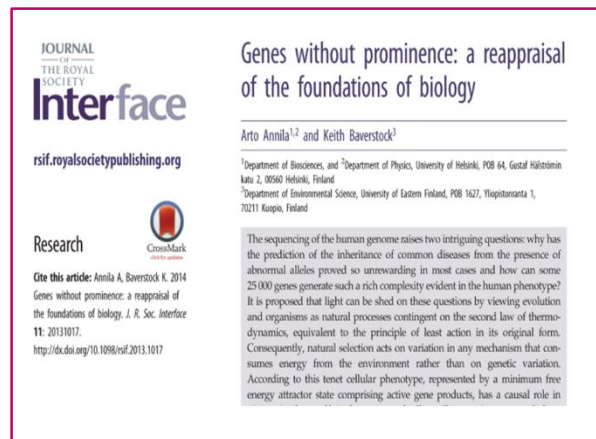 JOURNAL
OF
THE ROYAL
SOCIETY
Interface
rsif.royalsocietypublishing.org
Research
CrossMark
click for updates
Cite this article: Annila A, Baverstock K. 2014
Genes without prominence: a reappraisal of
the foundations of biology. J. R. Soc. Interface
11: 20131017.
http://dx.doi.org/10.1098/rsif.2013.1017
Genes without prominence: a reappraisal
of the foundations of biology
Arto Annila1,2 and Keith Baverstock3
1Department of Biosciences, and 2Department of Physics, University of Helsinki, POB 64, Gustaf Hällströmin
katu 2, 00560 Helsinki, Finland
3Department of Environmental Science, University of Eastern Finland, POB 1627, Yliopistonranta 1,
70211 Kuopio, Finland
The sequencing of the human genome raises two intriguing questions: why has
the prediction of the inheritance of common diseases from the presence of
abnormal alleles proved so unrewarding in most cases and how can some
25 000 genes generate such a rich complexity evident in the human phenotype?
It is proposed that light can be shed on these questions by viewing evolution
and organisms as natural processes contingent on the second law of thermo-
dynamics, equivalent to the principle of least action in its original form.
Consequently, natural selection acts on variation in any mechanism that con-
sumes energy from the environment rather than on genetic variation.
According to this tenet cellular phenotype, represented by a minimum free
energy attractor state comprising active gene products, has a causal role in